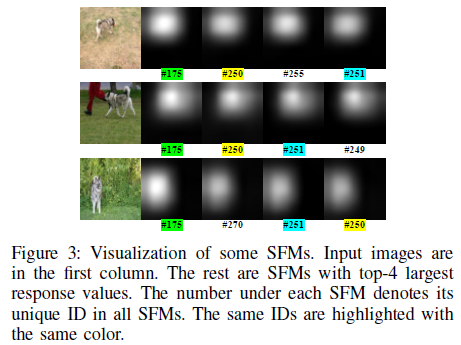 #175 #250 #255 #251
#175 #250 #251 #249
#175 #270 #251 #250
Figure 3: Visualization of some SFMs. Input images are
in the first column. The rest are SFMs with top-4 largest
response values. The number under each SFM denotes its
unique ID in all SFMs. The same IDs are highlighted with
the same color.